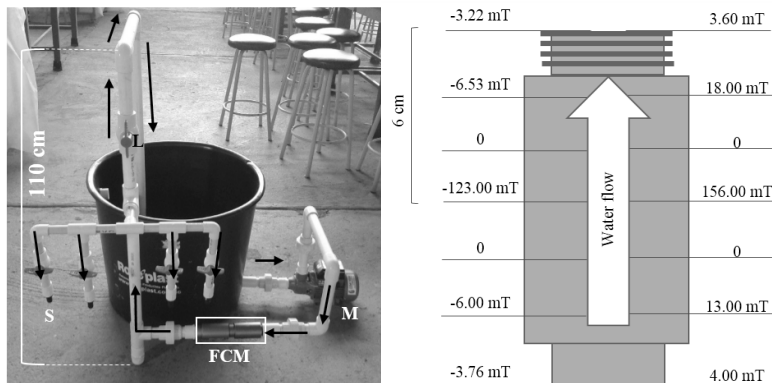 110 cm
L
Rotoplast
S
M
FCM
-3.22 mT
3.60 mT
6 cm
-6.53 mT
18.00 mT
0
0
-123.00 mT
156.00 mT
Water flow
0
0
-6.00 mT
13.00 mT
-3.76 mT
4.00 mT